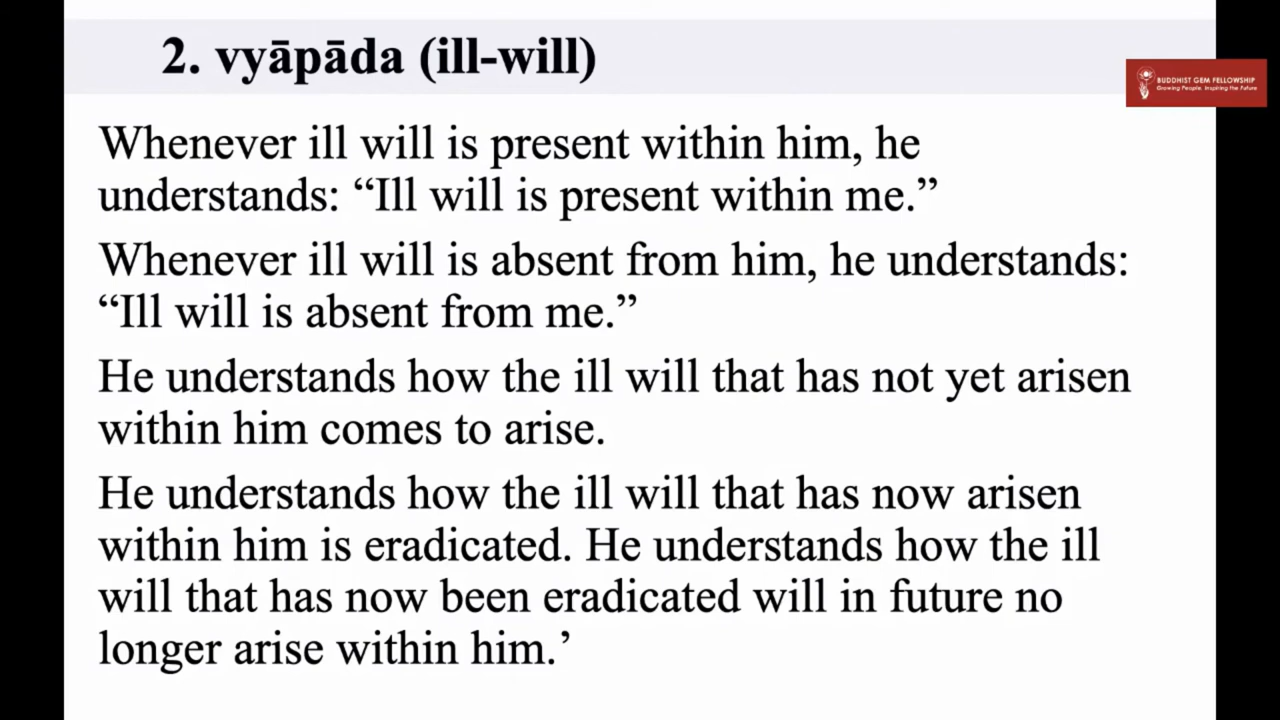 2. vyāpāda (ill-will)
BUDDHIST GEM FELLOWSHIP
Growing People. Inspiring the Future
Whenever ill will is present within him, he
understands: “Ill will is present within me.”
Whenever ill will is absent from him, he understands:
“Ill will is absent from me.”
He understands how the ill will that has not yet arisen
within him comes to arise.
He understands how the ill will that has now arisen
within him is eradicated. He understands how the ill
will that has now been eradicated will in future no
longer arise within him.’